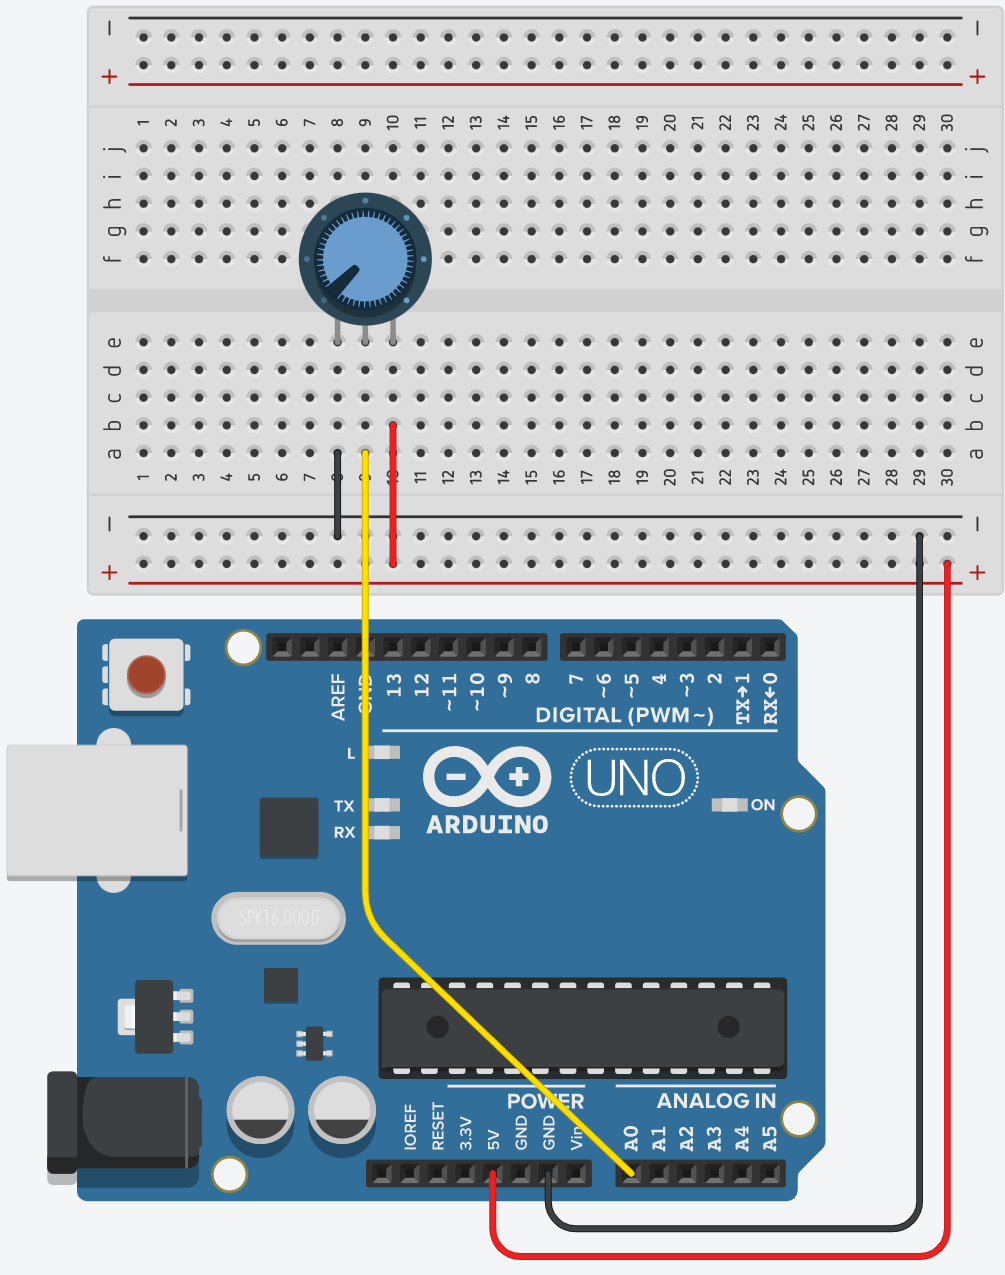 − −
+ +
1 2 3 4 5 6 7 8 9 10 11 12 13 14 15 16 17 18 19 20 21 22 23 24 25 26 27 28 29 30
j j
i i
h h
g g
f f
e e
d d
c c
b b
a a
1 2 3 4 5 6 7 8 9 10 11 12 13 14 15 16 17 18 19 20 21 22 23 24 25 26 27 28 29 30
− −
+ +
AREF GND 13 12 ~11 ~10 ~9 8 7 ~6 ~5 4 ~3 2 TX→1 RX←0
DIGITAL (PWM~)
L
UNO
TX
ON
RX
ARDUINO
SPK16.000G
POWER ANALOG IN
IOREF RESET 3.3V 5V GND GND Vin A0 A1 A2 A3 A4 A5